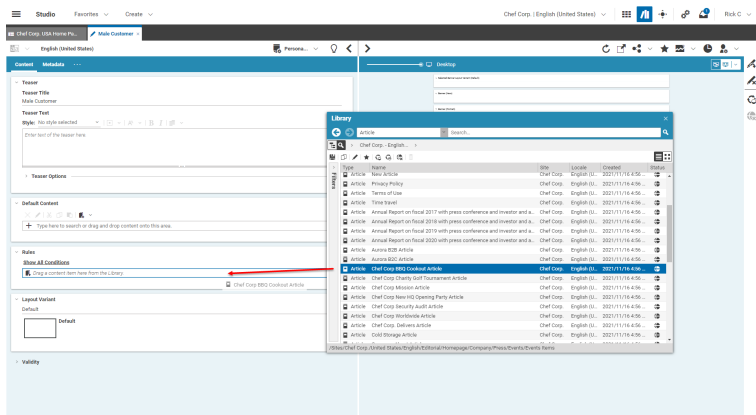 Studio Favorites Create Chef Corp. | English (United States) Rick C
Chef Corp. USA Home Pa... Male Customer
English (United States) Persona...
Content Metadata ... Desktop
Teaser
Teaser Title
Male Customer
Teaser Text
Style: No style selected
Enter text of the teaser here.
Teaser Options
Default Content
Type here to search or drag and drop content onto this area.
Rules
Show All Conditions
Drag a content item here from the Library.
Chef Corp BBQ Cookout Article
Layout Variant
Default
Default
Validity
Library
Article Search...
Chef Corp. - English...
Filters
Type Name Site Locale Created Status
Article New Article Chef Corp. English (U... 2021/11/16 4:56 ...
Article Privacy Policy Chef Corp. English (U... 2021/11/16 4:56 ...
Article Terms of Use Chef Corp. English (U... 2021/11/16 4:56 ...
Article Time travel Chef Corp. English (U... 2021/11/16 4:56 ...
Article Annual Report on fiscal 2017 with press conference and investor and a... Chef Corp. English (U... 2021/11/16 4:56 ...
Article Annual Report on fiscal 2018 with press conference and investor and a... Chef Corp. English (U... 2021/11/16 4:56 ...
Article Annual Report on fiscal 2019 with press conference and investor and a... Chef Corp. English (U... 2021/11/16 4:56 ...
Article Annual Report on fiscal 2020 with press conference and investor and a... Chef Corp. English (U... 2021/11/16 4:56 ...
Article Aurora B2B Article Chef Corp. English (U... 2021/11/16 4:56 ...
Article Aurora B2C Article Chef Corp. English (U... 2021/11/16 4:56 ...
Article Chef Corp BBQ Cookout Article Chef Corp. English (U... 2021/11/16 4:56 ...
Article Chef Corp Charity Golf Tournament Article Chef Corp. English (U... 2021/11/16 4:56 ...
Article Chef Corp Mission Article Chef Corp. English (U... 2021/11/16 4:56 ...
Article Chef Corp New HQ Opening Party Article Chef Corp. English (U... 2021/11/16 4:56 ...
Article Chef Corp Security Audit Article Chef Corp. English (U... 2021/11/16 4:56 ...
Article Chef Corp Worldwide Article Chef Corp. English (U... 2021/11/16 4:56 ...
Article Chef Corp. Delivers Article Chef Corp. English (U... 2021/11/16 4:56 ...
Article Cold Storage Article Chef Corp. English (U... 2021/11/16 4:56 ...
/Sites/Chef Corp./United States/English/Editorial/Homepage/Company/Press/Events/Events Items